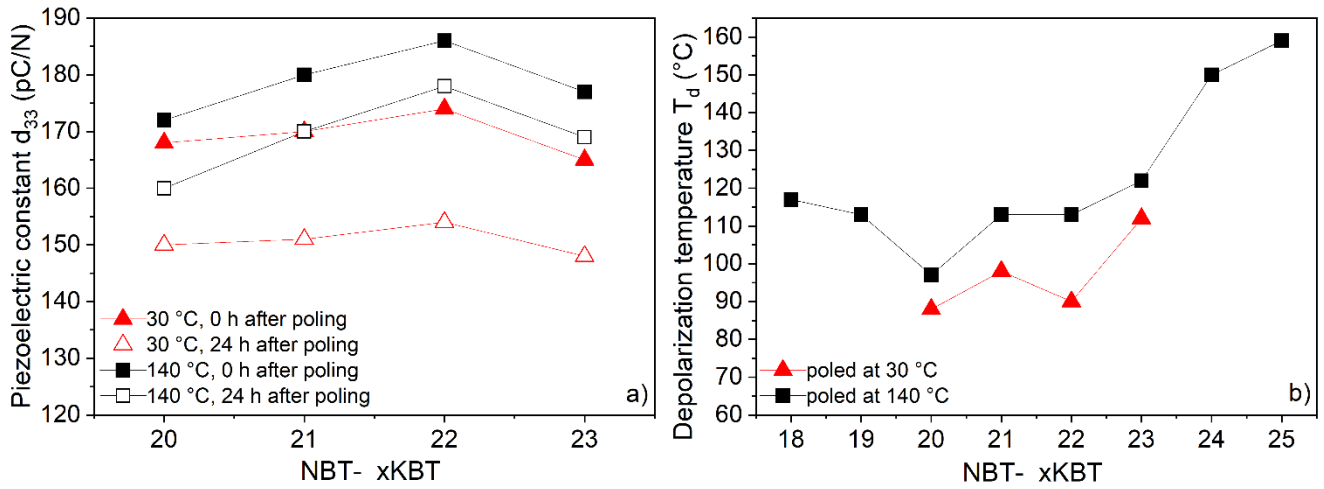 Piezoelectric constant d33 (pC/N)
190
180
170
160
150
140
130
120
30 °C, 0 h after poling
30 °C, 24 h after poling
140 °C, 0 h after poling
140 °C, 24 h after poling
a)
20 21 22 23
NBT- xKBT
Depolarization temperature Td (°C)
160
150
140
130
120
110
100
90
80
70
60
poled at 30 °C
poled at 140 °C
b)
18 19 20 21 22 23 24 25
NBT- xKBT